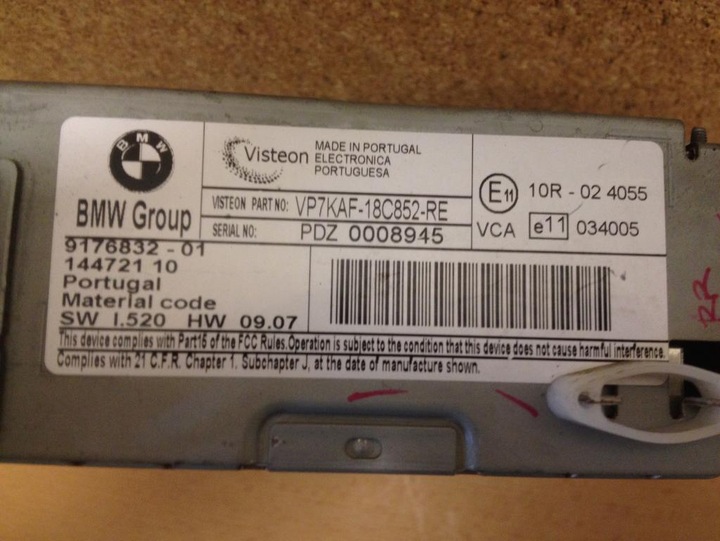 BMW
BMW Group
Visteon
MADE IN PORTUGAL
ELECTRONICA
PORTUGUESA
VISTEON PART NO: VP7KAF-18C852-RE
SERIAL NO: PDZ 0008945
E11 10R - 02 4055
VCA e11 034005
9176832 - 01
144721 10
Portugal
Material code
SW 1.520 HW 09.07
This device complies with Part15 of the FCC Rules.Operation is subject to the condition that this device does not cause harmful interference.
Complies with 21 C.F.R. Chapter 1. Subchapter J, at the date of manufacture shown.
RR